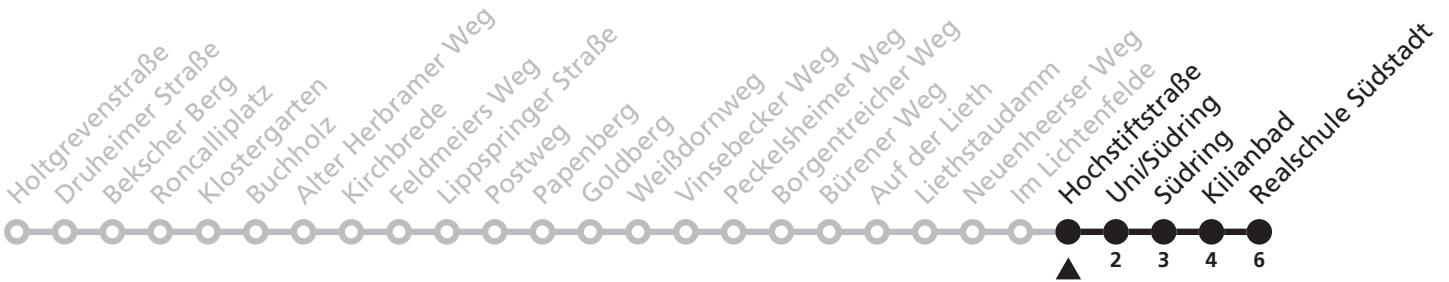 Holtgrevenstraße
Druheimer Straße
Bekscher Berg
Roncalliplatz
Klostergarten
Buchholz
Alter Herbramer Weg
Kirchbrede
Feldmeiers Weg
Lippspringer Straße
Postweg
Papenberg
Goldberg
Weißdornweg
Vinsebecker Weg
Peckelsheimer Weg
Borgentreicher Weg
Bürener Weg
Auf der Lieth
Liethstaudamm
Neuenheerser Weg
Im Lichtenfelde
Hochstiftstraße
Uni/Südring
Südring
Kilianbad
Realschule Südstadt
2 3 4 6